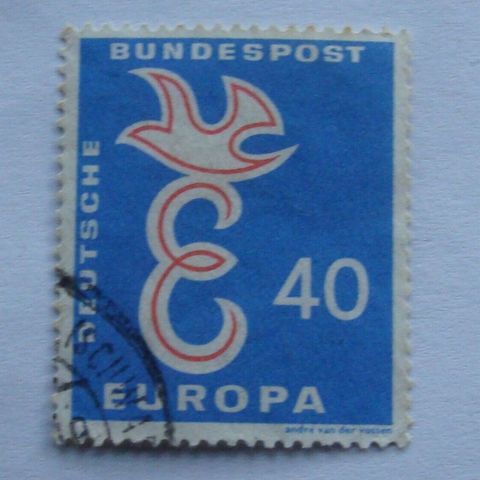 DEUTSCHE
BUNDESPOST
40
EUROPA
andre van der vossen